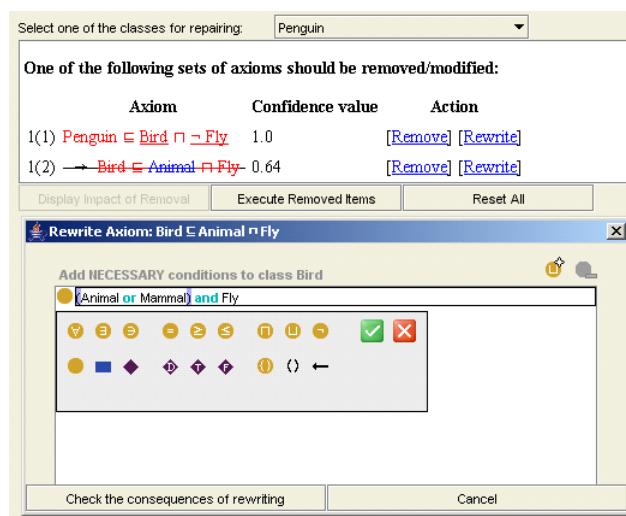 Select one of the classes for repairing: Penguin
One of the following sets of axioms should be removed/modified:
Axiom Confidence value Action
1(1) Penguin ⊑ Bird ⊓ ¬ Fly 1.0 [Remove] [Rewrite]
1(2) → Bird ⊑ Animal ⊓ Fly 0.64 [Remove] [Rewrite]
Display Impact of Removal Execute Removed Items Reset All
Rewrite Axiom: Bird ⊑ Animal ⊓ Fly
Add NECESSARY conditions to class Bird
(Animal or Mammal) and Fly
∀ ∃ ∋ = ≥ ≤ ⊓ ⊔ ¬
D T F () () ←
Check the consequences of rewriting Cancel